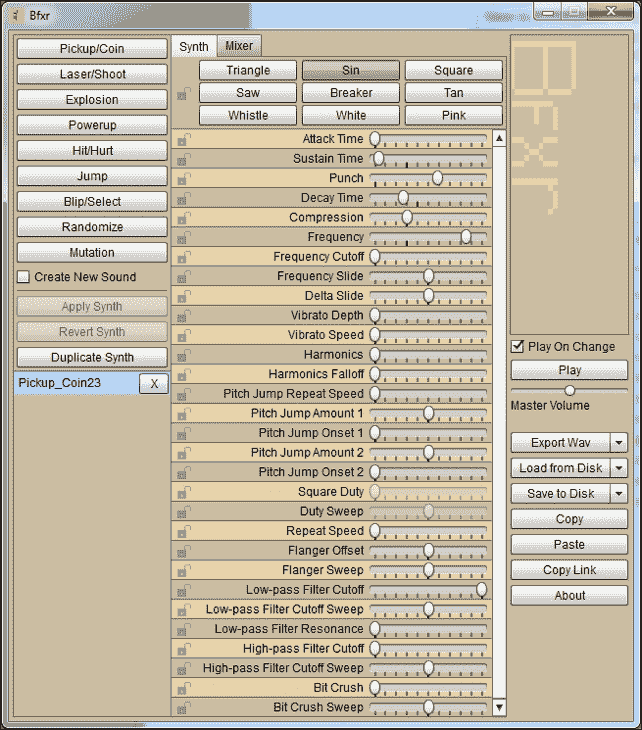 Bfxr
Pickup/Coin
Laser/Shoot
Explosion
Powerup
Hit/Hurt
Jump
Blip/Select
Randomize
Mutation
Create New Sound
Apply Synth
Revert Synth
Duplicate Synth
Pickup_Coin23 X
Synth Mixer
Triangle Sin Square
Saw Breaker Tan
Whistle White Pink
Attack Time
Sustain Time
Punch
Decay Time
Compression
Frequency
Frequency Cutoff
Frequency Slide
Delta Slide
Vibrato Depth
Vibrato Speed
Harmonics
Harmonics Falloff
Pitch Jump Repeat Speed
Pitch Jump Amount 1
Pitch Jump Onset 1
Pitch Jump Amount 2
Pitch Jump Onset 2
Square Duty
Duty Sweep
Repeat Speed
Flanger Offset
Flanger Sweep
Low-pass Filter Cutoff
Low-pass Filter Cutoff Sweep
Low-pass Filter Resonance
High-pass Filter Cutoff
High-pass Filter Cutoff Sweep
Bit Crush
Bit Crush Sweep
Bfxr
Play On Change
Play
Master Volume
Export Wav
Load from Disk
Save to Disk
Copy
Paste
Copy Link
About